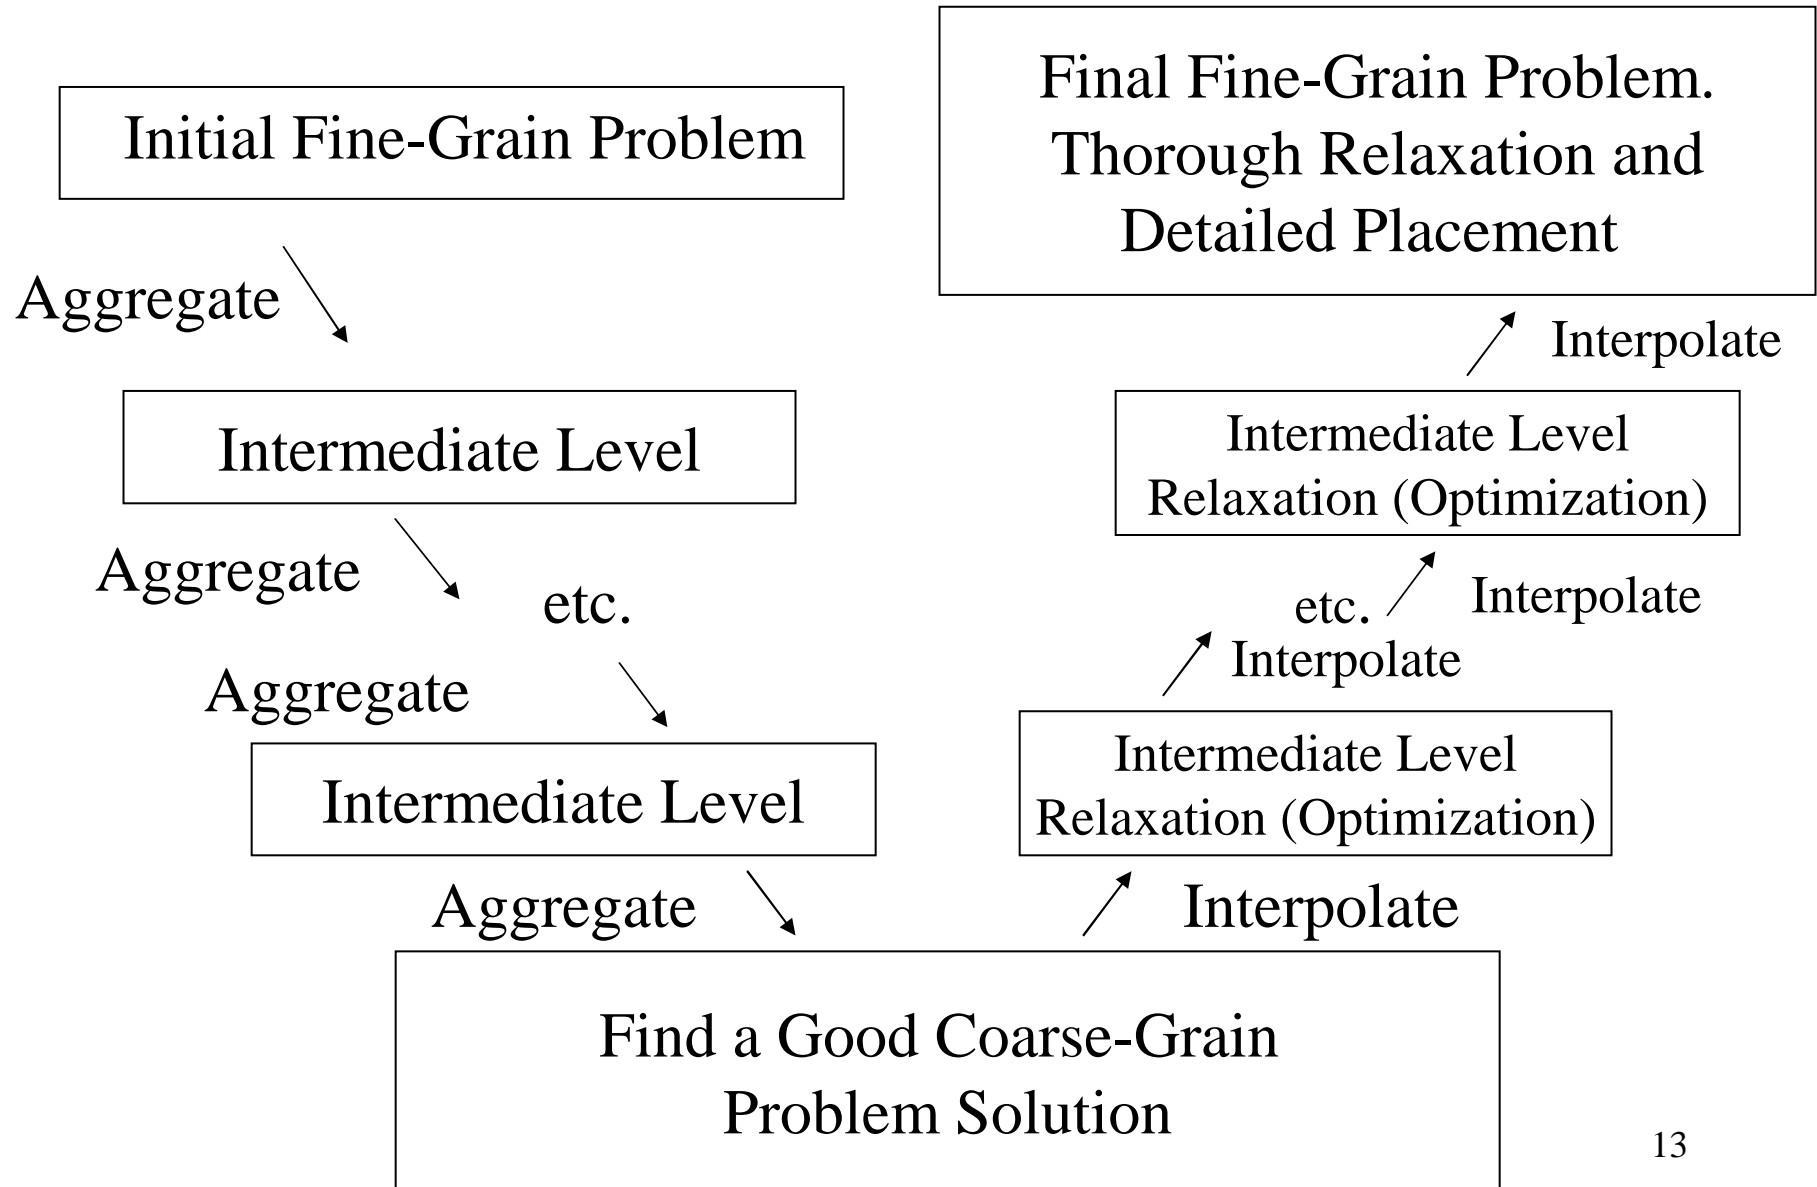 Initial Fine-Grain Problem
Aggregate
Intermediate Level
Aggregate
etc.
Aggregate
Intermediate Level
Aggregate
Find a Good Coarse-Grain
Problem Solution
Interpolate
Intermediate Level
Relaxation (Optimization)
Interpolate
etc.
Interpolate
Intermediate Level
Relaxation (Optimization)
Interpolate
Final Fine-Grain Problem.
Thorough Relaxation and
Detailed Placement
13